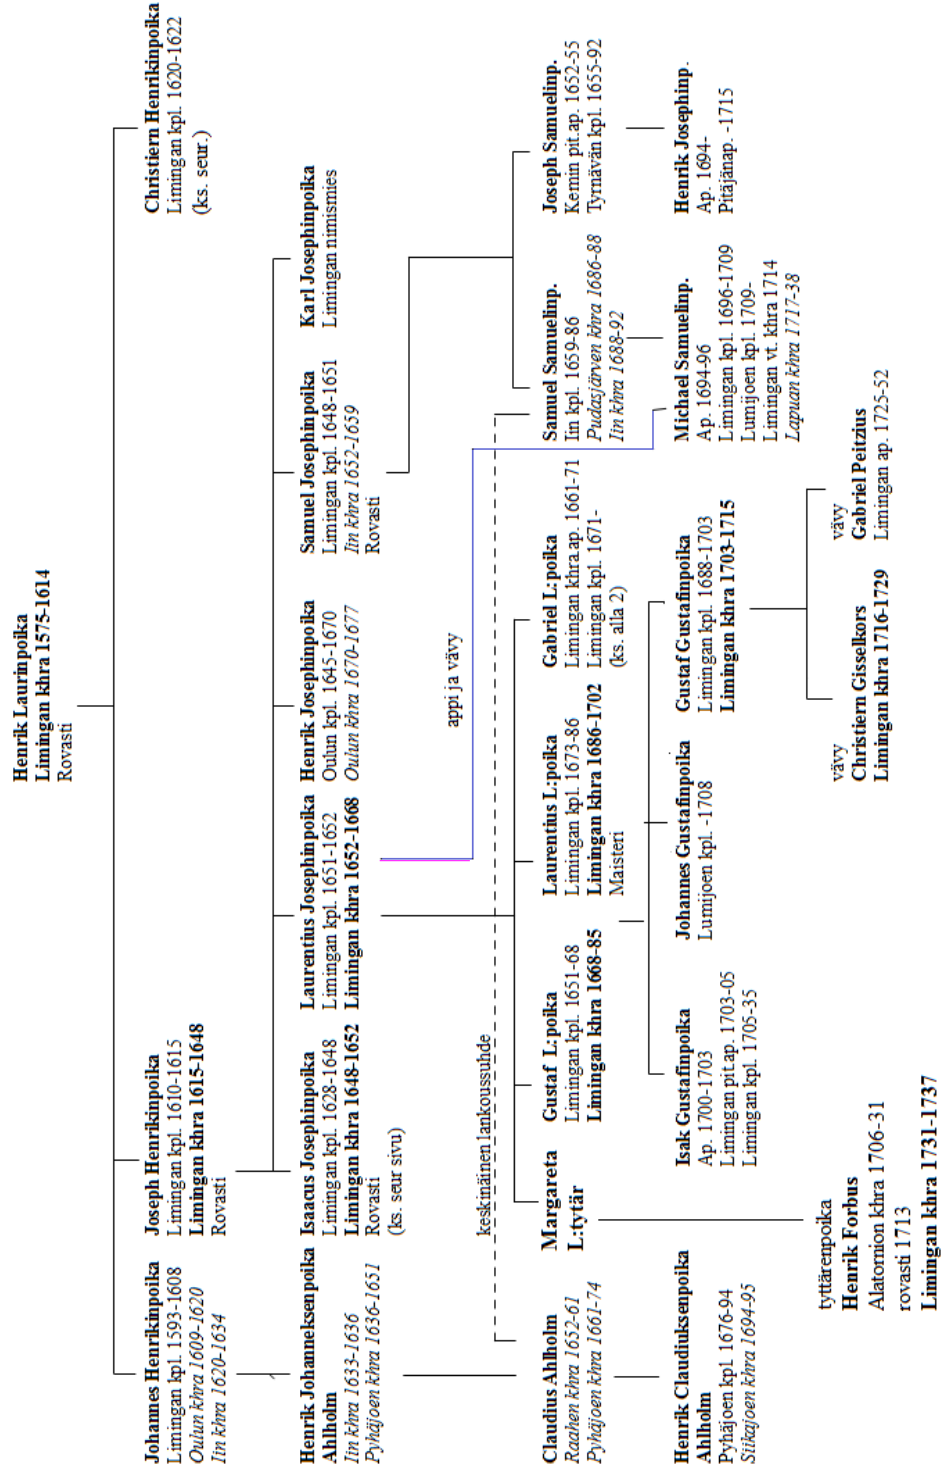 Henrik Laurinpoika
Limingan khra 1575-1614
Rovasti
Johannes Henrikinpoika
Limingan kpl. 1593-1608
Oulun khra 1609-1620
Iin khra 1620-1634
Joseph Henrikinpoika
Limingan kpl. 1610-1615
Limingan khra 1615-1648
Rovasti
Christiern Henrikinpoika
Limingan kpl. 1620-1622
(ks. seur.)
Henrik Johanneksenpoika
Ahlholm
Iin khra 1633-1636
Pyhäjoen khra 1636-1651
Isaacus Josephinpoika
Limingan kpl. 1628-1648
Limingan khra 1648-1652
Rovasti
(ks. seur sivu)
Laurentius Josephinpoika
Limingan kpl. 1651-1652
Limingan khra 1652-1668
Henrik Josephinpoika
Oulun kpl. 1645-1670
Oulun khra 1670-1677
Samuel Josephinpoika
Limingan kpl. 1648-1651
Iin khra 1652-1659
Rovasti
Karl Josephinpoika
Limingan nimismies
keskinäinen lankoussuhde
appi ja vävy
Claudius Ahlholm
Raahen khra 1652-61
Pyhäjoen khra 1661-74
Margareta
L:tytär
Gustaf L:poika
Limingan kpl. 1651-68
Limingan khra 1668-85
Laurentius L:poika
Limingan kpl. 1673-86
Limingan khra 1686-1702
Maisteri
Gabriel L:poika
Limingan khra.ap. 1661-71
Limingan kpl. 1671-
(ks. alla 2)
Samuel Samuelinp.
Iin kpl. 1659-86
Pudasjärven khra 1686-88
Iin khra 1688-92
Joseph Samuelinp.
Kemin pit.ap. 1652-55
Tyrnävän kpl. 1655-92
Henrik Claudiuksenpoika
Ahlholm
Pyhäjoen kpl. 1676-94
Siikajoen khra 1694-95
Isak Gustafinpoika
Ap. 1700-1703
Limingan pit.ap. 1703-05
Limingan kpl. 1705-35
Johannes Gustafinpoika
Lumijoen kpl. -1708
Gustaf Gustafinpoika
Limingan kpl. 1688-1703
Limingan khra 1703-1715
Michael Samuelinp.
Ap. 1694-96
Limingan kpl. 1696-1709
Lumijoen kpl. 1709-
Limingan vt. khra 1714
Lapuan khra 1717-38
Henrik Josephinp.
Ap. 1694-
Pitäjänap. -1715
tyttärenpoika
Henrik Forbus
Alatornion khra 1706-31
rovasti 1713
Limingan khra 1731-1737
vävy
Christiern Gisselkors
Limingan khra 1716-1729
vävy
Gabriel Peitzius
Limingan ap. 1725-52